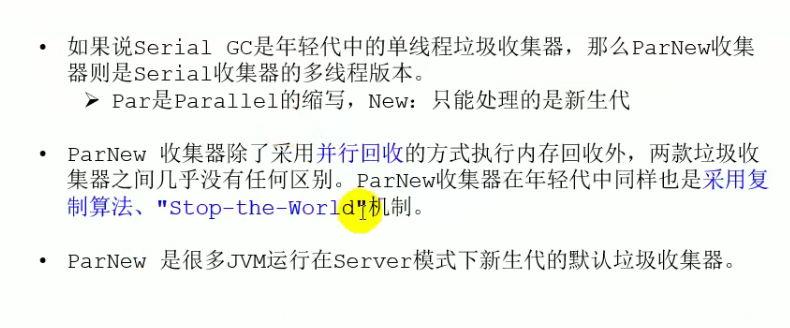 • 如果说Serial GC是年轻代中的单线程垃圾收集器，那么ParNew收集
器则是Serial收集器的多线程版本。
➢ Par是Parallel的缩写，New：只能处理的是新生代
• ParNew 收集器除了采用并行回收的方式执行内存回收外，两款垃圾收
集器之间几乎没有任何区别。ParNew收集器在年轻代中同样也是采用复
制算法、"Stop-the-World"机制。
• ParNew 是很多JVM运行在Server模式下新生代的默认垃圾收集器。